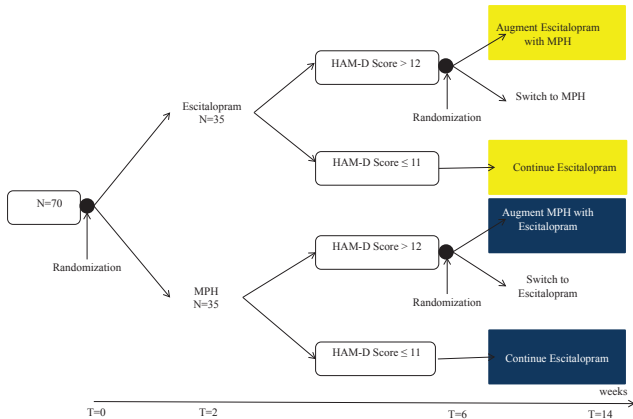 Augment Escitalopram
with MPH
HAM-D Score > 12
Switch to MPH
Escitalopram
N=35
Randomization
HAM-D Score ≤ 11
Continue Escitalopram
N=70
Augment MPH with
Escitalopram
HAM-D Score > 12
Randomization
Switch to
Escitalopram
MPH
N=35
Randomization
HAM-D Score ≤ 11
Continue Escitalopram
weeks
T=0
T=2
T=6
T=14